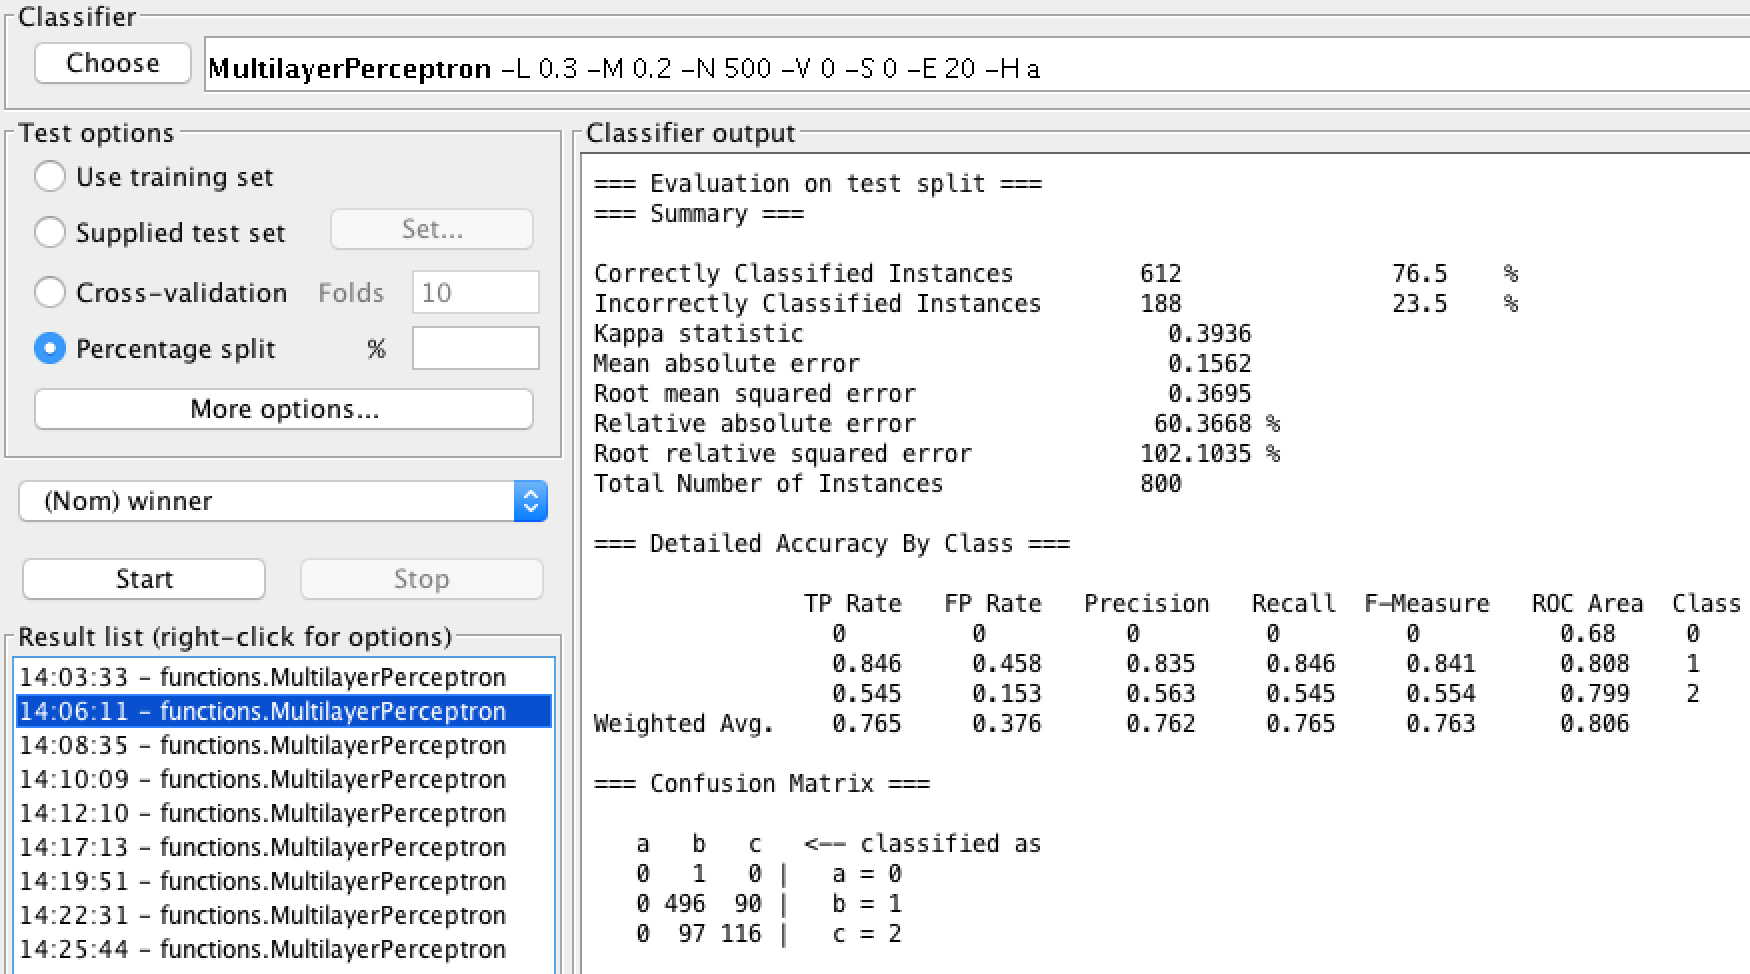 Classifier
Choose
MultilayerPerceptron -L 0.3 -M 0.2 -N 500 -V 0 -S 0 -E 20 -H a
Test options
Use training set
Supplied test set Set...
Cross-validation Folds 10
Percentage split %
More options...
(Nom) winner
Start Stop
Result list (right-click for options)
14:03:33 - functions.MultilayerPerceptron
14:06:11 - functions.MultilayerPerceptron
14:08:35 - functions.MultilayerPerceptron
14:10:09 - functions.MultilayerPerceptron
14:12:10 - functions.MultilayerPerceptron
14:17:13 - functions.MultilayerPerceptron
14:19:51 - functions.MultilayerPerceptron
14:22:31 - functions.MultilayerPerceptron
14:25:44 - functions.MultilayerPerceptron
Classifier output
=== Evaluation on test split ===
=== Summary ===
Correctly Classified Instances 612 76.5 %
Incorrectly Classified Instances 188 23.5 %
Kappa statistic 0.3936
Mean absolute error 0.1562
Root mean squared error 0.3695
Relative absolute error 60.3668 %
Root relative squared error 102.1035 %
Total Number of Instances 800
=== Detailed Accuracy By Class ===
TP Rate FP Rate Precision Recall F-Measure ROC Area Class
0 0 0 0 0 0.68 0
0.846 0.458 0.835 0.846 0.841 0.808 1
0.545 0.153 0.563 0.545 0.554 0.799 2
Weighted Avg. 0.765 0.376 0.762 0.765 0.763 0.806
=== Confusion Matrix ===
a b c <-- classified as
0 1 0 | a = 0
0 496 90 | b = 1
0 97 116 | c = 2